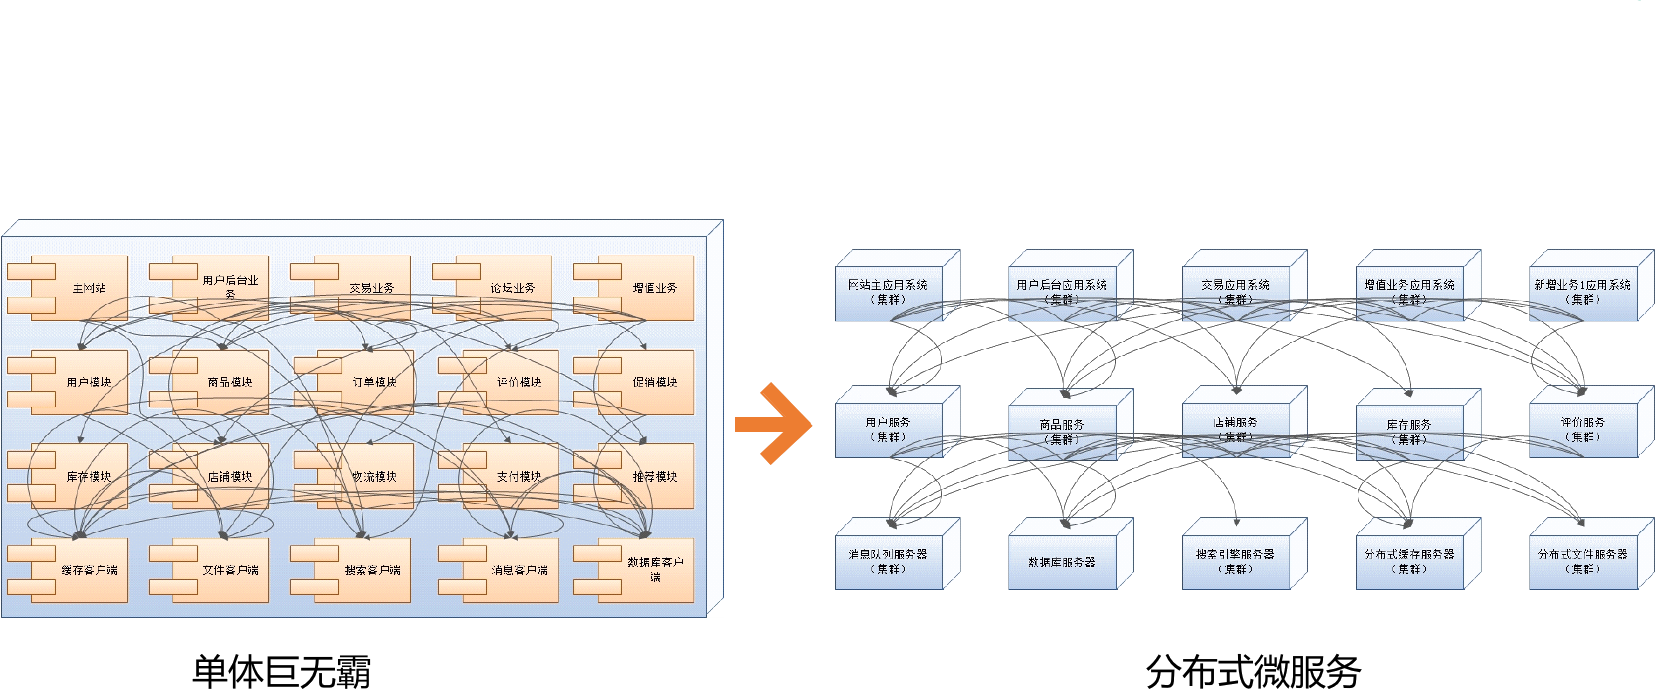 主网站
用户后台业
务
交易业务
论坛业务
增值业务
用户模块
商品模块
订单模块
评价模块
促销模块
库存模块
店铺模块
物流模块
支付模块
推荐模块
缓存客户端
文件客户端
搜索客户端
消息客户端
数据库客户
端
单体巨无霸
网站主应用系统
(集群)
用户后台应用系统
(集群)
交易应用系统
(集群)
增值业务应用系统
(集群)
新增业务1应用系统
(集群)
用户服务
(集群)
商品服务
(集群)
店铺服务
(集群)
库存服务
(集群)
评价服务
(集群)
消息队列服务器
(集群)
数据库服务器
搜索引擎服务器
(集群)
分布式缓存服务器
(集群)
分布式文件服务器
(集群)
分布式微服务